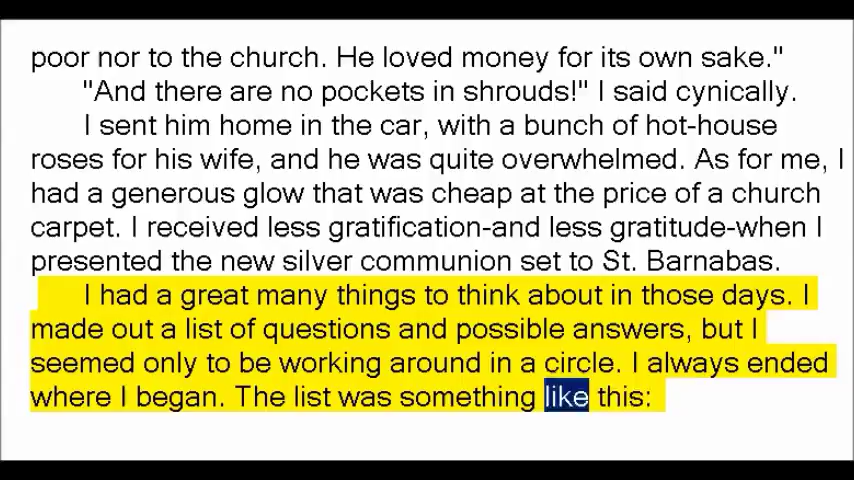 poor nor to the church. He loved money for its own sake."
"And there are no pockets in shrouds!" I said cynically.
I sent him home in the car, with a bunch of hot-house
roses for his wife, and he was quite overwhelmed. As for me, I
had a generous glow that was cheap at the price of a church
carpet. I received less gratification-and less gratitude-when I
presented the new silver communion set to St. Barnabas.
I had a great many things to think about in those days. I
made out a list of questions and possible answers, but I
seemed only to be working around in a circle. I always ended
where I began. The list was something like this: